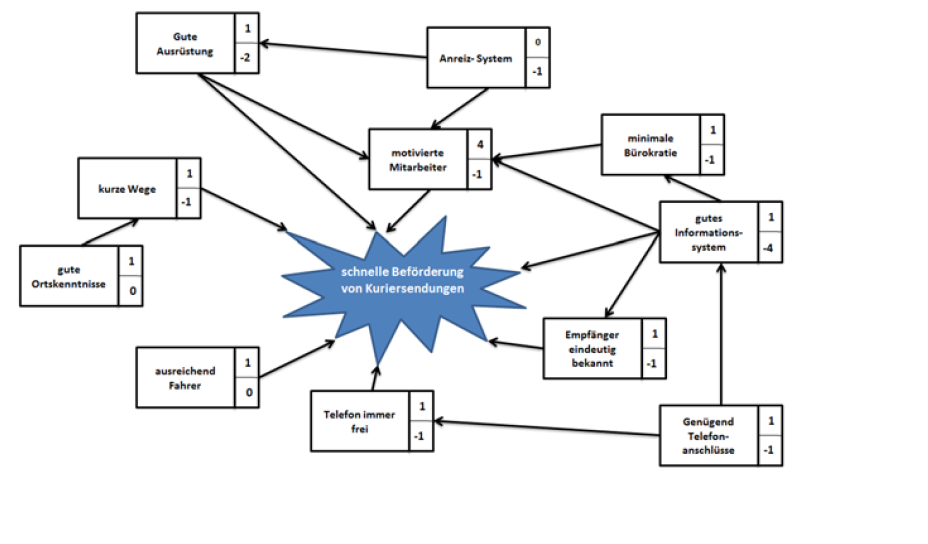 Gute
Ausrüstung
1
-2
Anreiz- System
0
-1
motivierte
Mitarbeiter
4
-1
minimale
Bürokratie
1
-1
kurze Wege
1
-1
gutes
Informations-
system
1
-4
gute
Ortskenntnisse
1
0
schnelle Beförderung
von Kuriersendungen
Empfänger
eindeutig
bekannt
1
-1
ausreichend
Fahrer
1
0
Telefon immer
frei
1
-1
Genügend
Telefon-
anschlüsse
1
-1